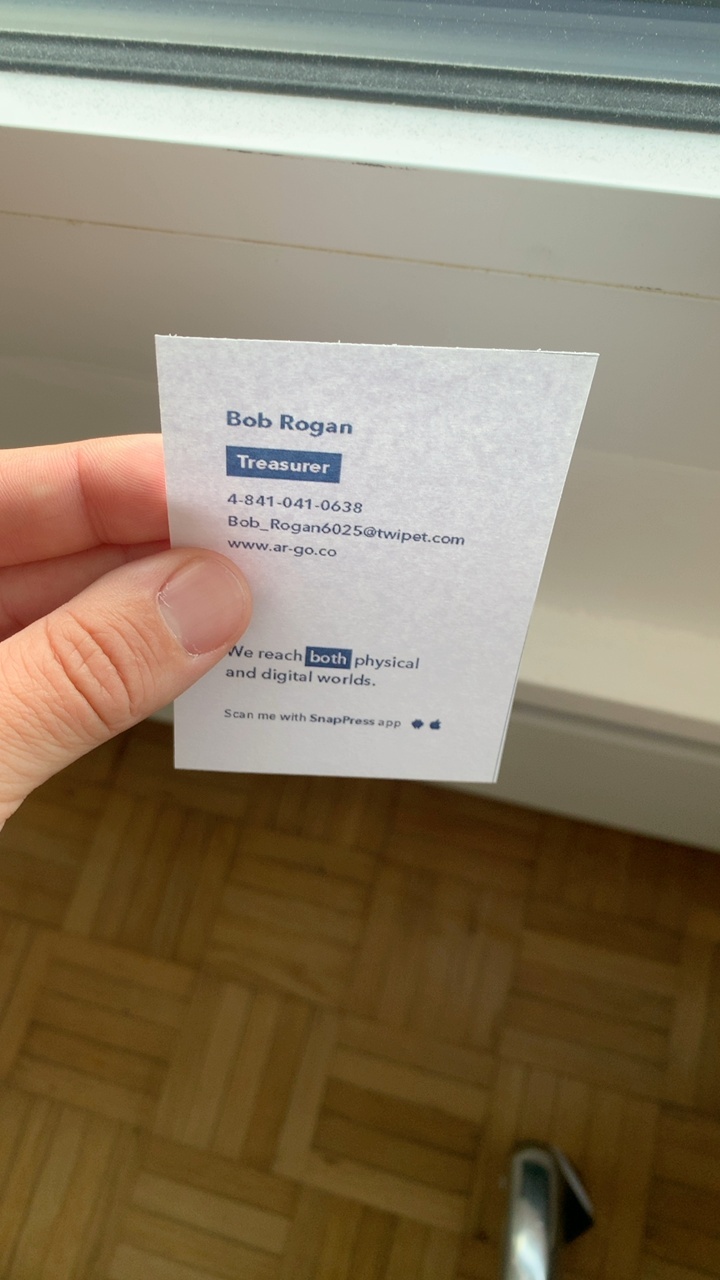 Bob Rogan
Treasurer
4-841-041-0638
Bob_Rogan6025@twipet.com
www.ar-go.co
We reach both physical
and digital worlds.
Scan me with SnapPress app